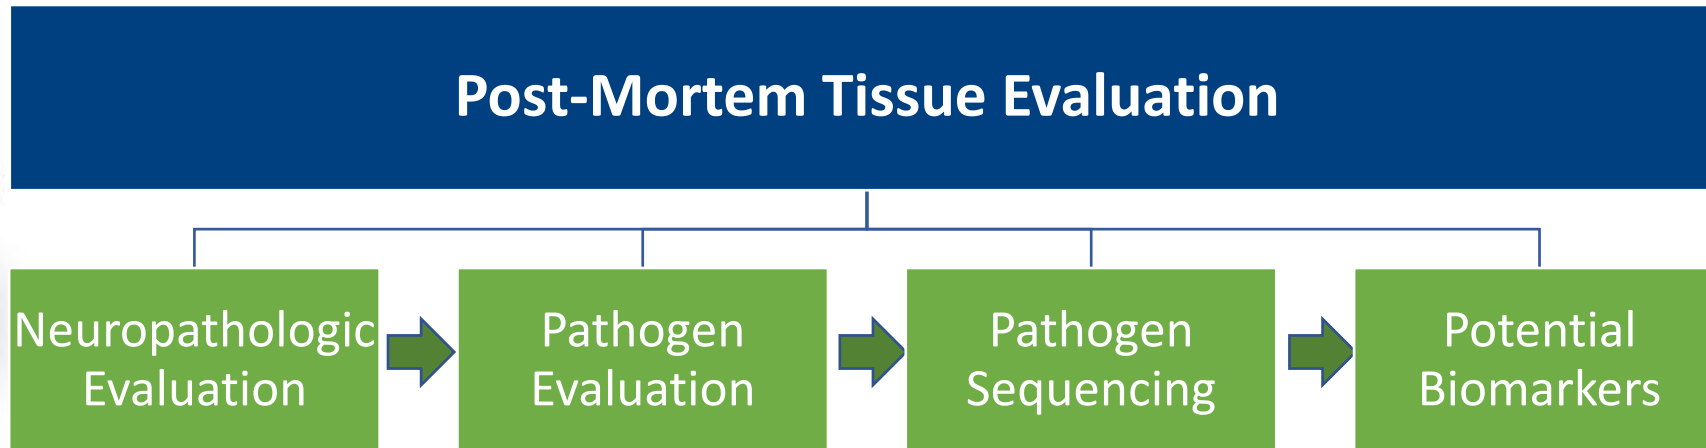 Post-Mortem Tissue Evaluation
Neuropathologic
Evaluation
Pathogen
Evaluation
Pathogen
Sequencing
Potential
Biomarkers